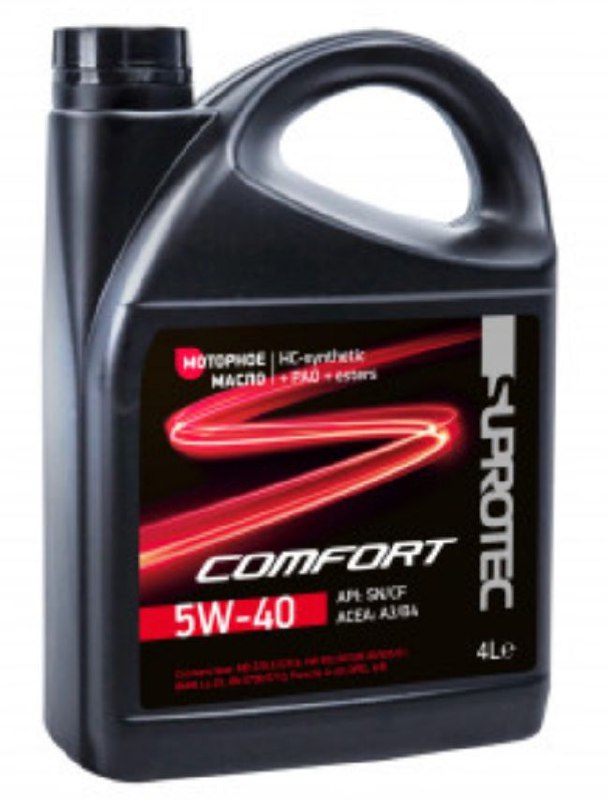 МОТОРНОЕ
МАСЛО
HC-synthetic
+ PAO + esters
SUPROTEC
COMFORT
5W-40
API: SN/CF
ACEA: A3/B4
4L℮